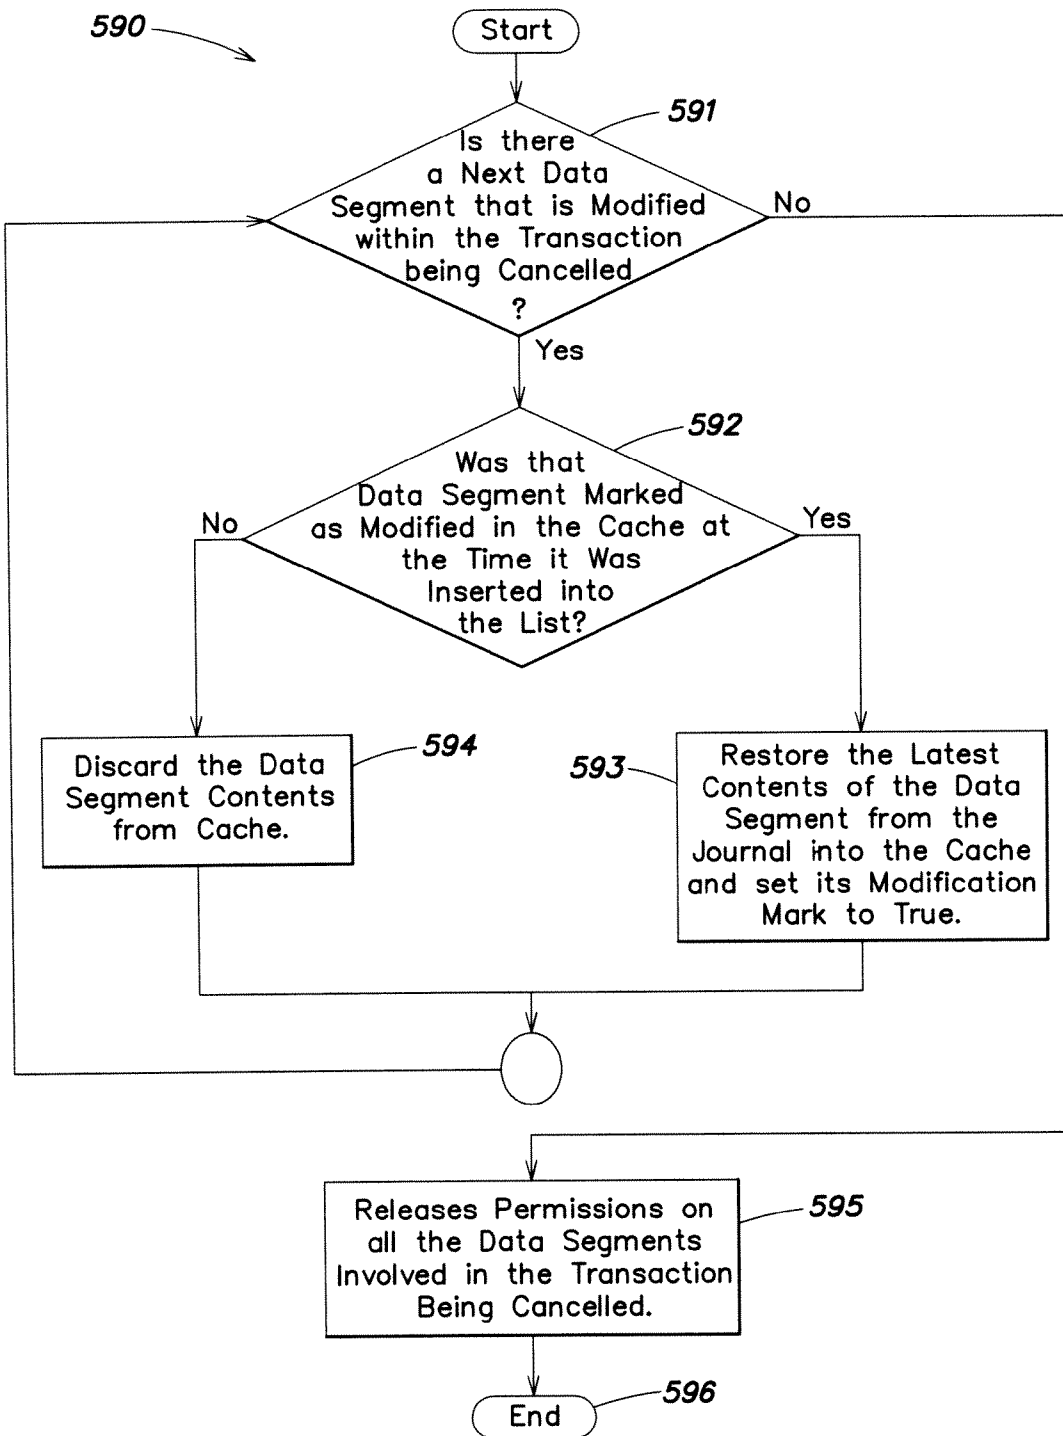 590
Start
591
Is there
a Next Data
Segment that is Modified
within the Transaction
being Cancelled
?
No
Yes
592
Was that
Data Segment Marked
as Modified in the Cache at
the Time it Was
Inserted into
the List?
No
Yes
Discard the Data
Segment Contents
from Cache.
594
593
Restore the Latest
Contents of the Data
Segment from the
Journal into the Cache
and set its Modification
Mark to True.
Releases Permissions on
all the Data Segments
Involved in the Transaction
Being Cancelled.
595
End
596